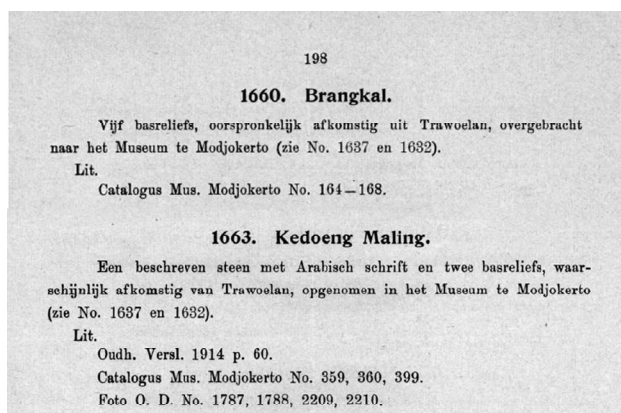 198
1660. Brangkal.
Vijf basreliefs, oorspronkelijk afkomstig uit Trawoelan, overgebracht
naar het Museum te Modjokerto (zie No. 1637 en 1632).
Lit.
Catalogus Mus. Modjokerto No. 164—168.
1663. Kedoeng Maling.
Een beschreven steen met Arabisch schrift en twee basreliefs, waar-
schijnlijk afkomstig van Trawoelan, opgenomen in het Museum te Modjokerto
(zie No. 1637 en 1632).
Lit.
Oudh. Versl. 1914 p. 60.
Catalogus Mus. Modjokerto No. 359, 360, 399.
Foto O. D. No. 1787, 1788, 2209, 2210.